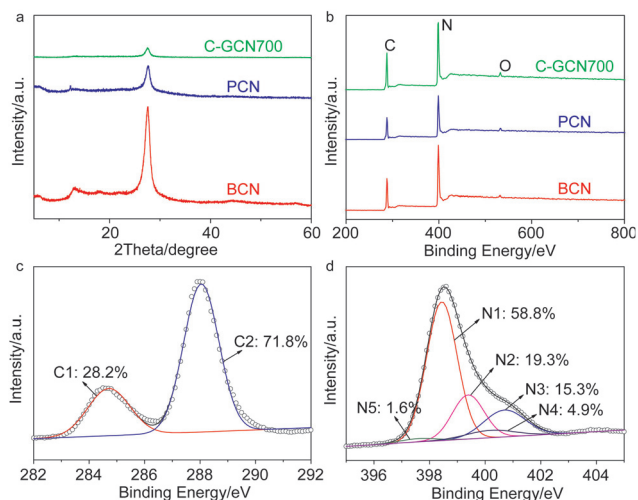 a
C-GCN700
PCN
BCN
Intensity/a.u.
20
40
60
2Theta/degree
b
C
N
O
C-GCN700
PCN
BCN
Intensity/a.u.
200
400
600
800
Binding Energy/eV
c
C1: 28.2%
C2: 71.8%
Intensity/a.u.
282
284
286
288
290
292
Binding Energy/eV
d
N1: 58.8%
N2: 19.3%
N3: 15.3%
N4: 4.9%
N5: 1.6%
Intensity/a.u.
396
398
400
402
404
Binding Energy/eV